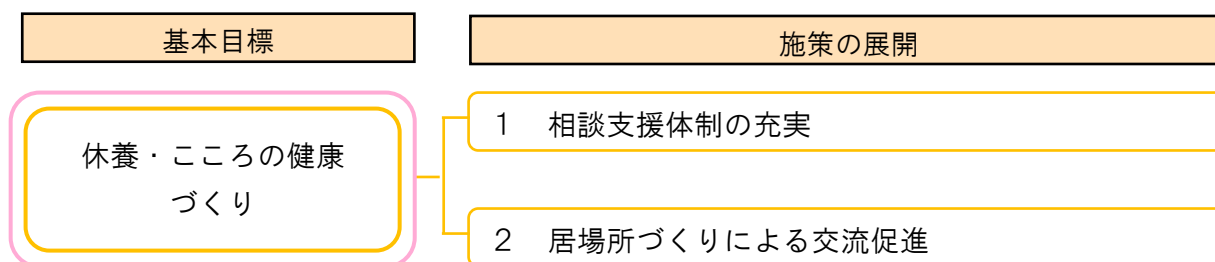 基本目標
施策の展開
休養・こころの健康
づくり
１　相談支援体制の充実
２　居場所づくりによる交流促進